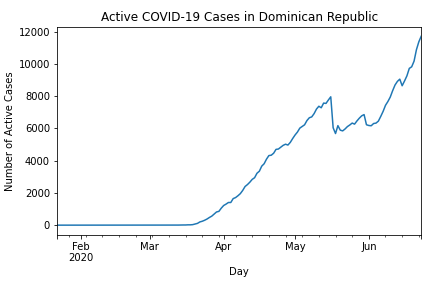 Active COVID-19 Cases in Dominican Republic
12000
10000
8000
6000
4000
2000
0
Number of Active Cases
Feb
2020
Mar
Apr
May
Jun
Day